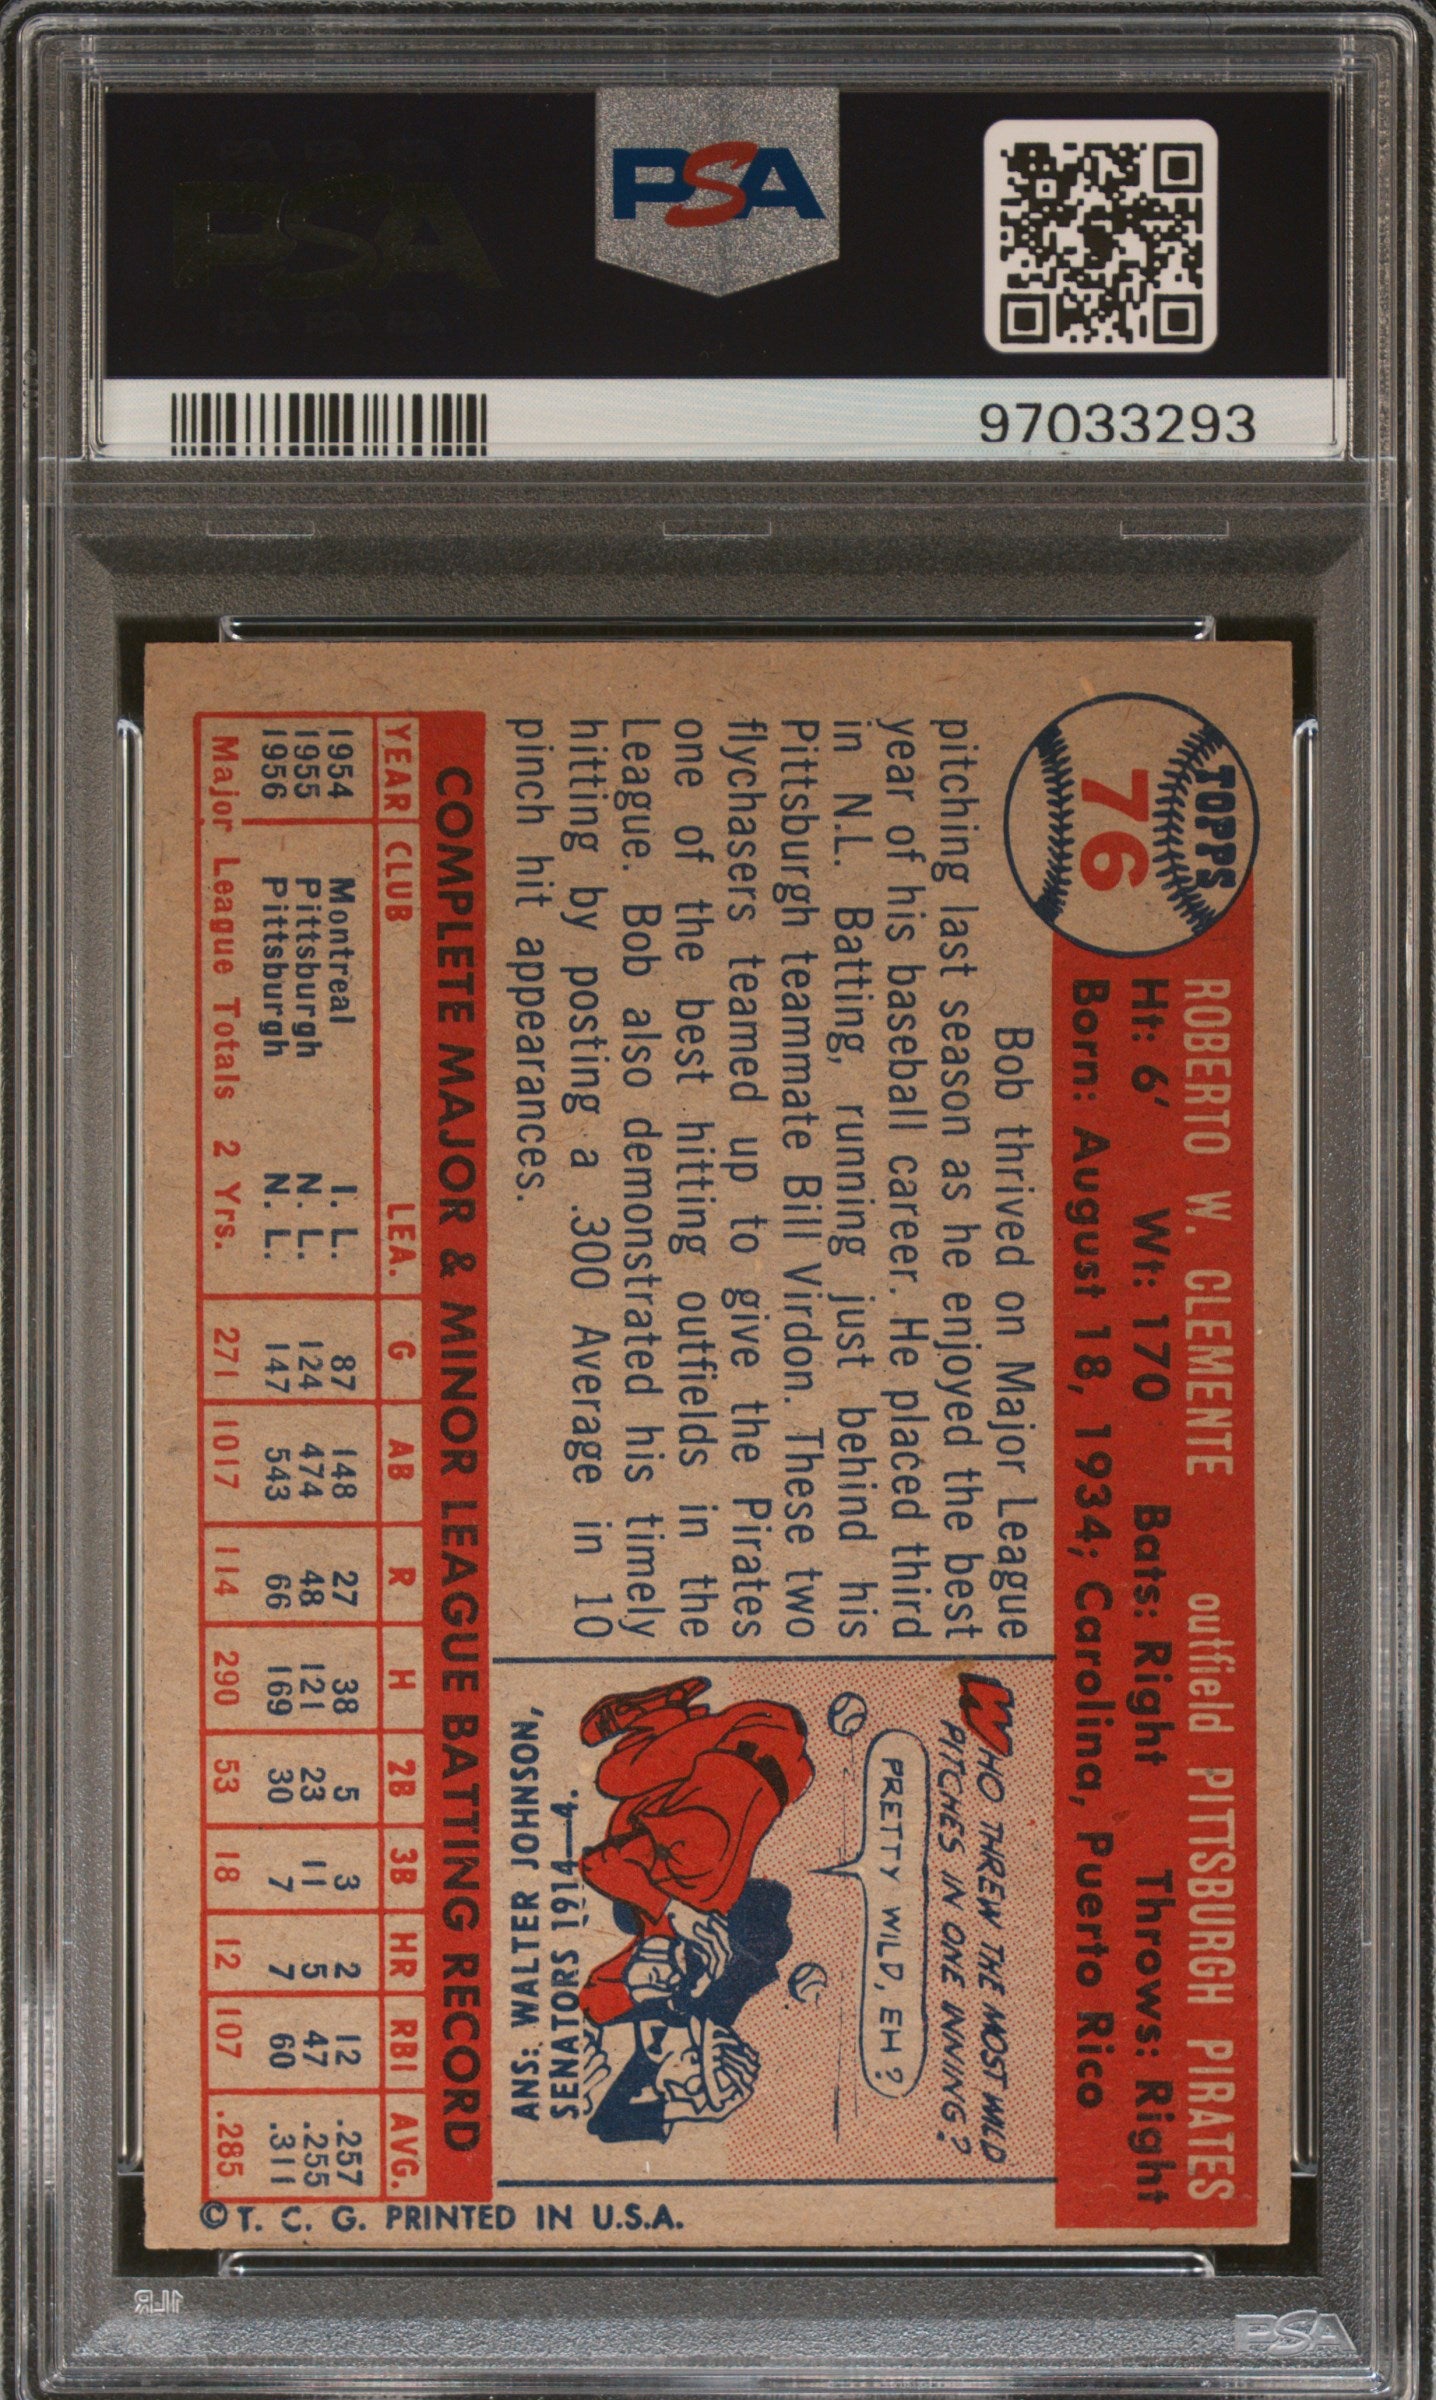 PSA
97033293
TOPPS
76
ROBERTO W. CLEMENTE outfield PITTSBURGH PIRATES
Ht: 6' Wt: 170 Bats: Right Throws: Right
Born: August 18, 1934; Carolina, Puerto Rico
Bob thrived on Major League
pitching last season as he enjoyed the best
year of his baseball career. He placed third
in N.L. Batting, running just behind his
Pittsburgh teammate Bill Virdon. These two
flychasers teamed up to give the Pirates
one of the best hitting outfields in the
League. Bob also demonstrated his timely
hitting by posting a .300 Average in 10
pinch hit appearances.
WHO THREW THE MOST WILD
PITCHES IN ONE INNING?
PRETTY WILD, EH?
ANS: WALTER JOHNSON,
SENATORS 1914—4.
COMPLETE MAJOR & MINOR LEAGUE BATTING RECORD
YEAR CLUB LEA. G AB R H 2B 3B HR RBI AVG.
1954 Montreal I. L. 87 148 27 38 5 3 2 12 .257
1955 Pittsburgh N. L. 124 474 48 121 23 11 5 47 .255
1956 Pittsburgh N. L. 147 543 66 169 30 7 7 60 .311
Major League Totals 2 Yrs. 271 1017 114 290 53 18 12 107 .285
©T. C. G. PRINTED IN U.S.A.
1LR
PSA